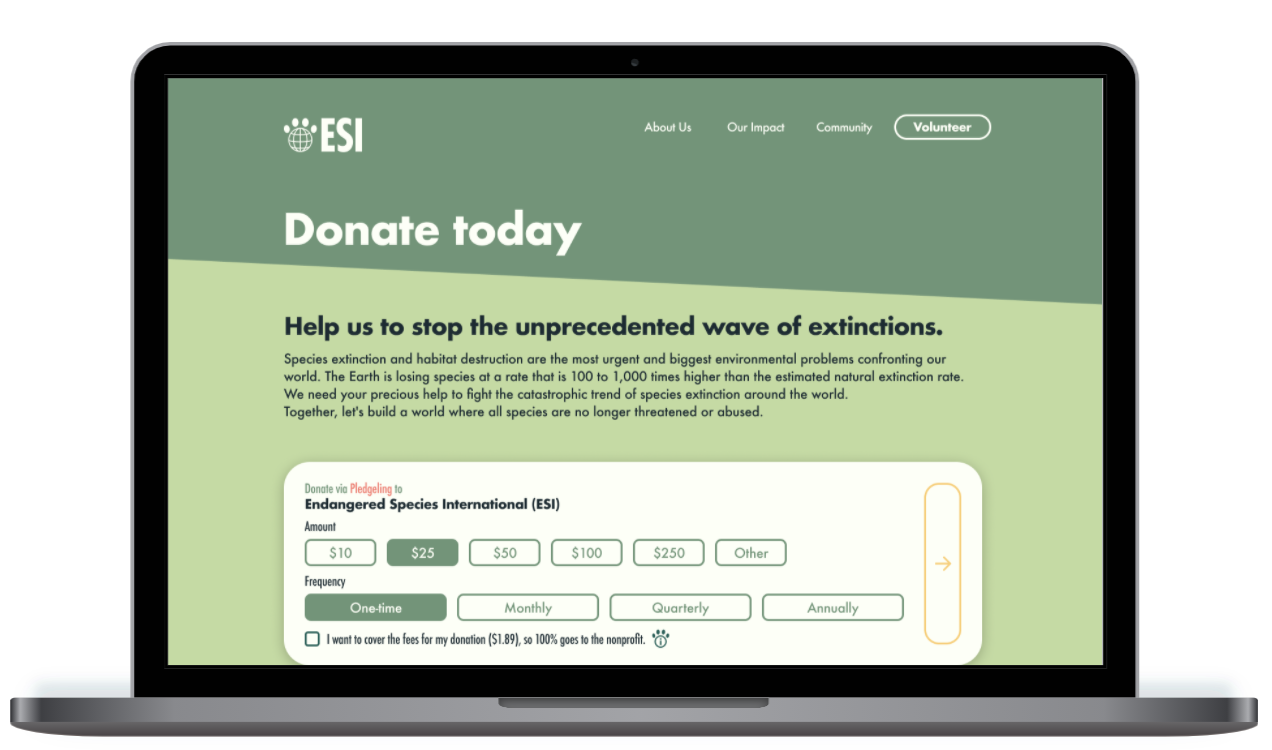 ESI
About Us
Our Impact
Community
Volunteer
Donate today
Help us to stop the unprecedented wave of extinctions.
Species extinction and habitat destruction are the most urgent and biggest environmental problems confronting our
world. The Earth is losing species at a rate that is 100 to 1,000 times higher than the estimated natural extinction rate.
We need your precious help to fight the catastrophic trend of species extinction around the world.
Together, let's build a world where all species are no longer threatened or abused.
Donate via Pledgeling to
Endangered Species International (ESI)
Amount
$10
$25
$50
$100
$250
Other
Frequency
One-time
Monthly
Quarterly
Annually
I want to cover the fees for my donation ($1.89), so 100% goes to the nonprofit.